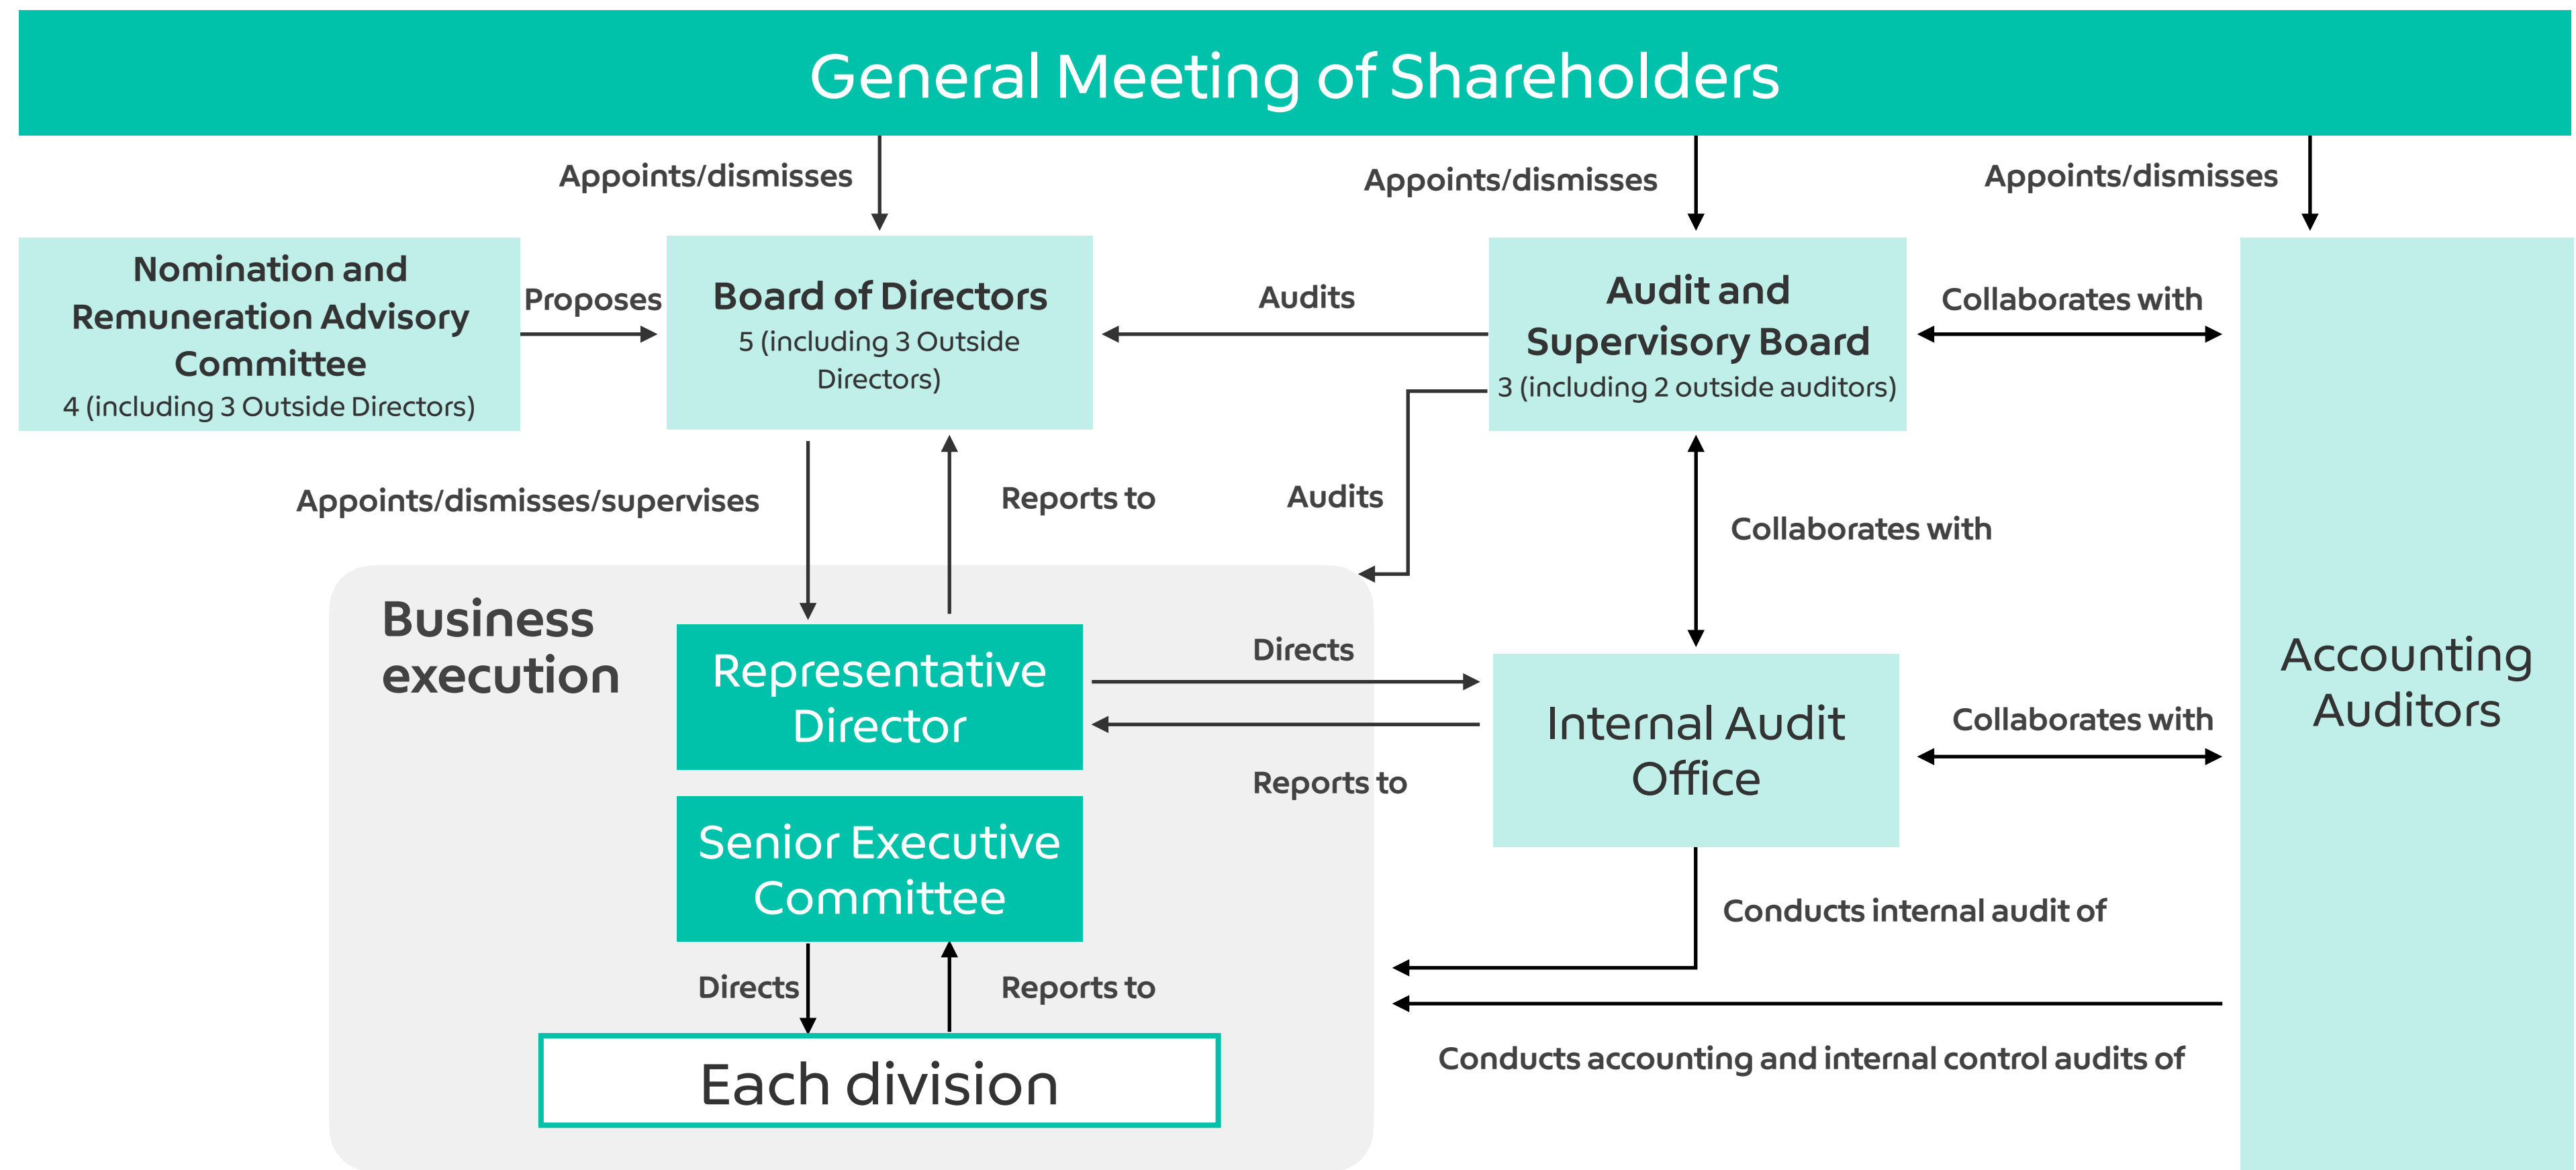 General Meeting of Shareholders
Appoints/dismisses
Appoints/dismisses
Appoints/dismisses
Nomination and
Remuneration Advisory
Committee
4 (including 3 Outside Directors)
Proposes
Board of Directors
5 (including 3 Outside
Directors)
Audits
Audit and
Supervisory Board
3 (including 2 outside auditors)
Collaborates with
Appoints/dismisses/supervises
Reports to
Audits
Collaborates with
Business
execution
Representative
Director
Directs
Reports to
Internal Audit
Office
Collaborates with
Accounting
Auditors
Senior Executive
Committee
Conducts internal audit of
Directs
Reports to
Conducts accounting and internal control audits of
Each division